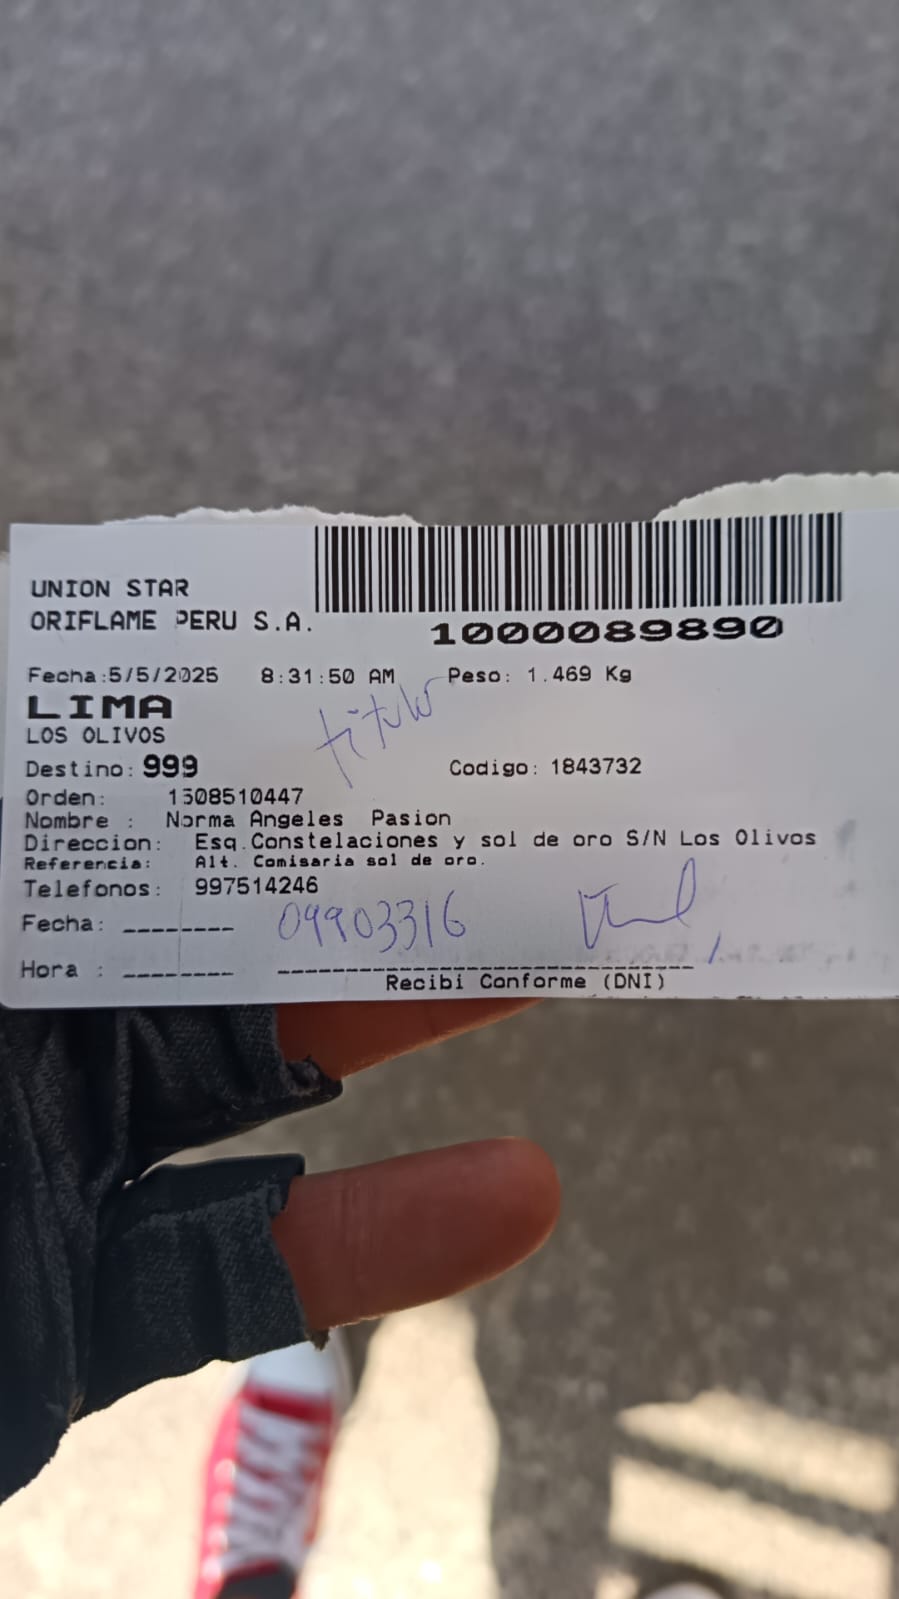 UNION STAR
ORIFLAME PERU S.A.
1000089890
Fecha:5/5/2025 8:31:50 AM Peso: 1.469 Kg
LIMA
titular
LOS OLIVOS
Destino: 999 Codigo: 1843732
Orden: 1508510447
Nombre : Norma Angeles Pasion
Direccion: Esq.Constelaciones y sol de oro S/N Los Olivos
Referencia: Alt. Comisaria sol de oro.
Telefonos: 997514246
Fecha: --------
09903316
Hora : --------
Recibi Conforme (DNI)